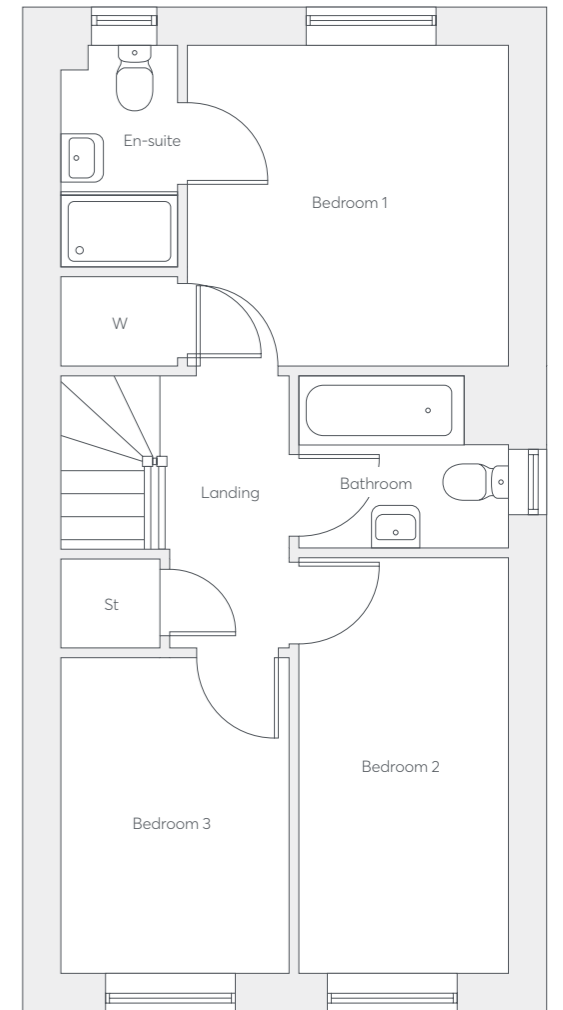 En-suite
Bedroom 1
W
Bathroom
Landing
St
Bedroom 2
Bedroom 3